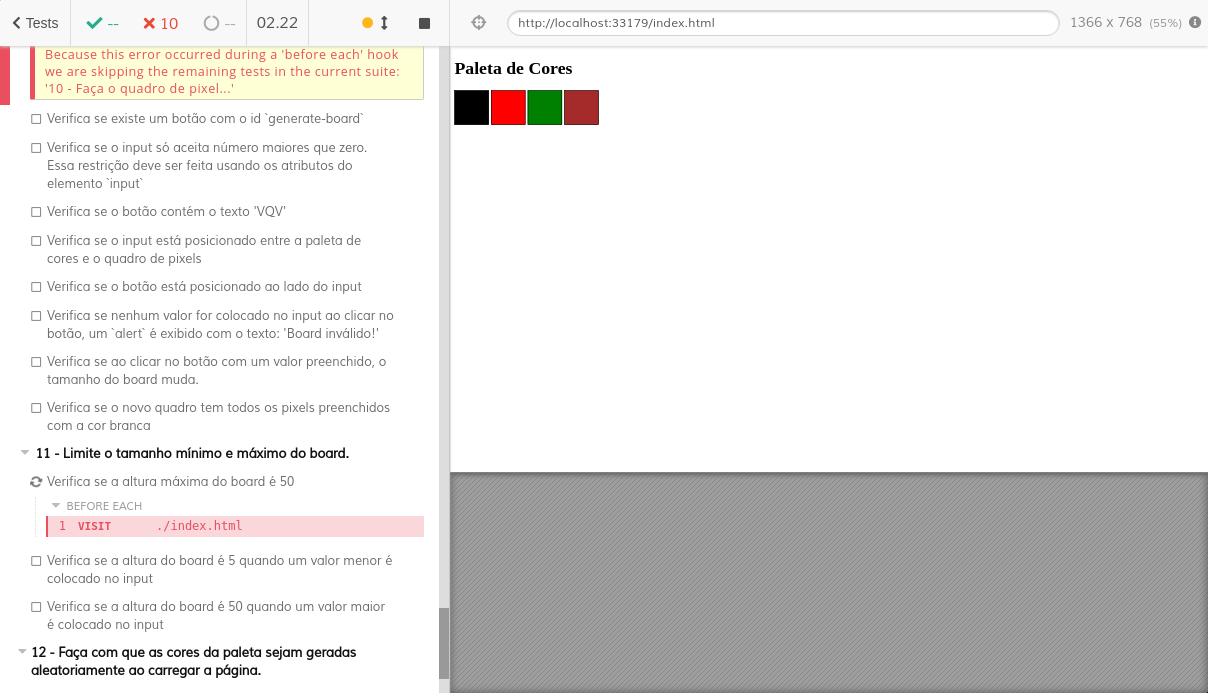 Tests -- 10 -- 02.22 http://localhost:33179/index.html 1366 x 768 (55%)
Because this error occurred during a 'before each' hook
we are skipping the remaining tests in the current suite:
'10 - Faça o quadro de pixel...'
Verifica se existe um botão com o id `generate-board`
Verifica se o input só aceita número maiores que zero.
Essa restrição deve ser feita usando os atributos do
elemento `input`
Verifica se o botão contém o texto 'VQV'
Verifica se o input está posicionado entre a paleta de
cores e o quadro de pixels
Verifica se o botão está posicionado ao lado do input
Verifica se nenhum valor for colocado no input ao clicar no
botão, um `alert` é exibido com o texto: 'Board inválido!'
Verifica se ao clicar no botão com um valor preenchido, o
tamanho do board muda.
Verifica se o novo quadro tem todos os pixels preenchidos
com a cor branca
11 - Limite o tamanho mínimo e máximo do board.
Verifica se a altura máxima do board é 50
BEFORE EACH
1 VISIT ./index.html
Verifica se a altura do board é 5 quando um valor menor é
colocado no input
Verifica se a altura do board é 50 quando um valor maior
é colocado no input
12 - Faça com que as cores da paleta sejam geradas
aleatoriamente ao carregar a página.
Paleta de Cores